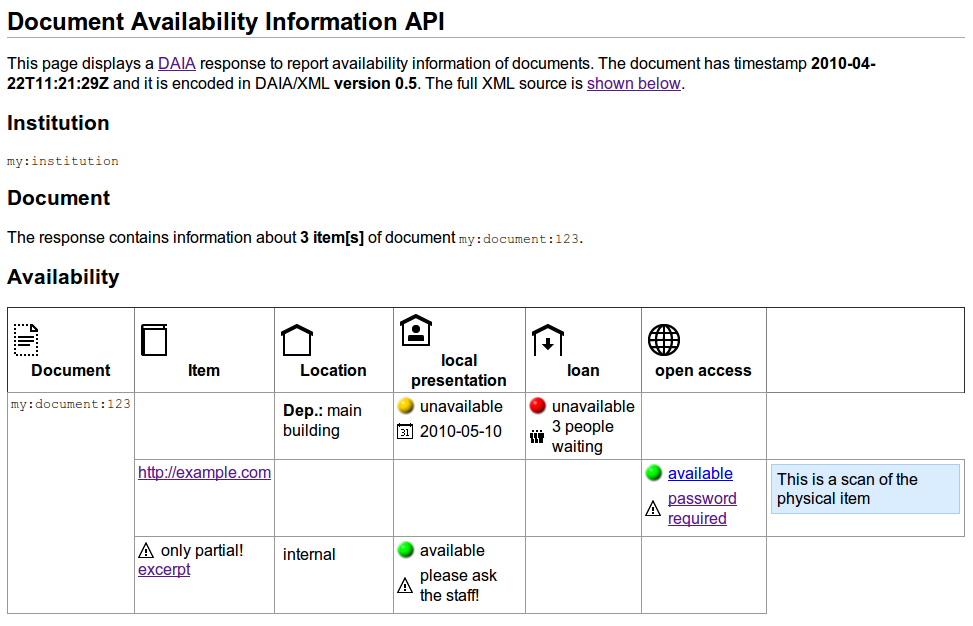 Document Availability Information API
This page displays a DAIA response to report availability information of documents. The document has timestamp 2010-04-
22T11:21:29Z and it is encoded in DAIA/XML version 0.5. The full XML source is shown below.
Institution
my:institution
Document
The response contains information about 3 item[s] of document my:document:123.
Availability
Document
Item
Location
local
presentation
loan
open access
my:document:123
Dep.: main
building
unavailable
31 2010-05-10
unavailable
3 people
waiting
http://example.com
available
password
required
This is a scan of the
physical item
only partial!
excerpt
internal
available
please ask
the staff!